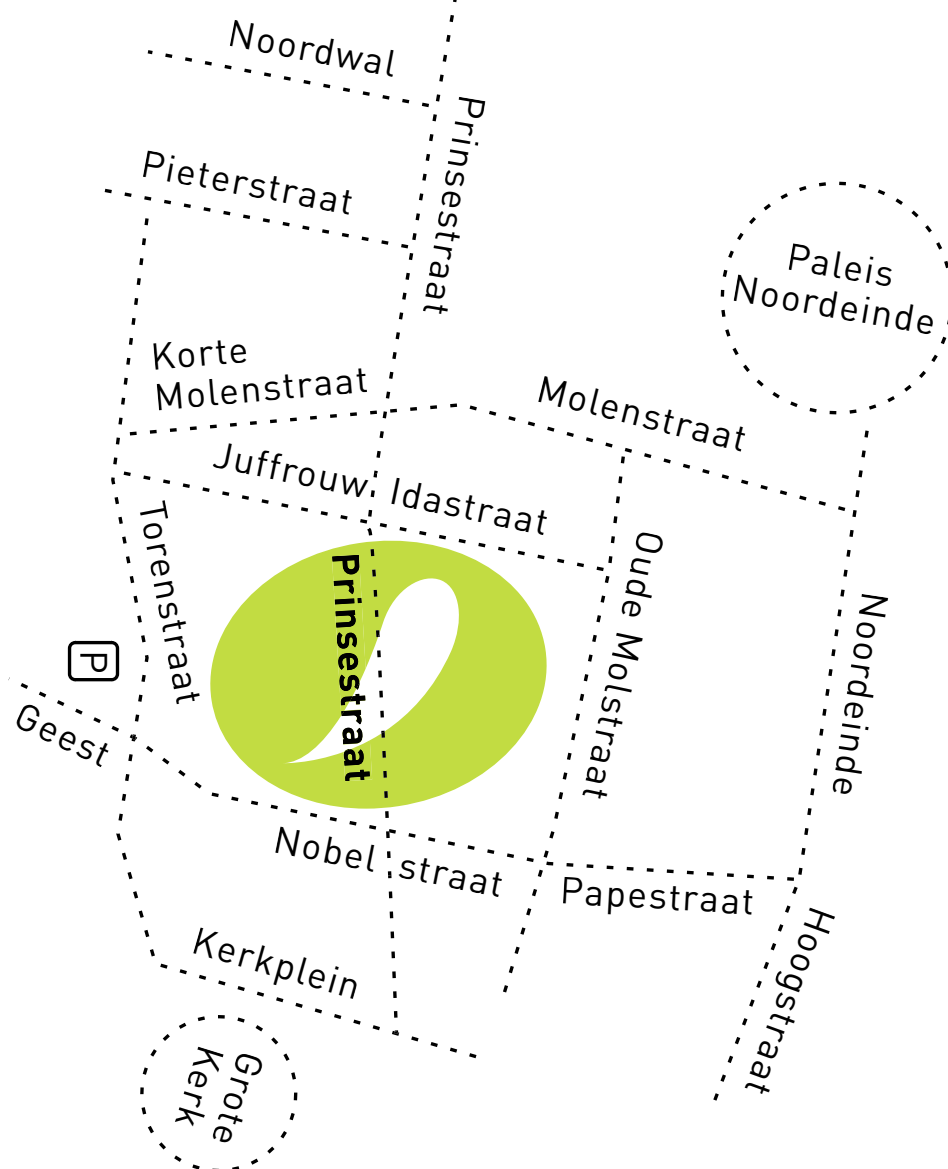 Noordwal
Prinsestraat
Pieterstraat
Paleis
Noordeinde
Korte
Molenstraat
Molenstraat
Juffrouw Idastraat
Torenstraat
Prinsestraat
Oude Molstraat
Noordeinde
P
Geest
Nobel straat
Papestraat
Hoogstraat
Kerkplein
Grote
Kerk